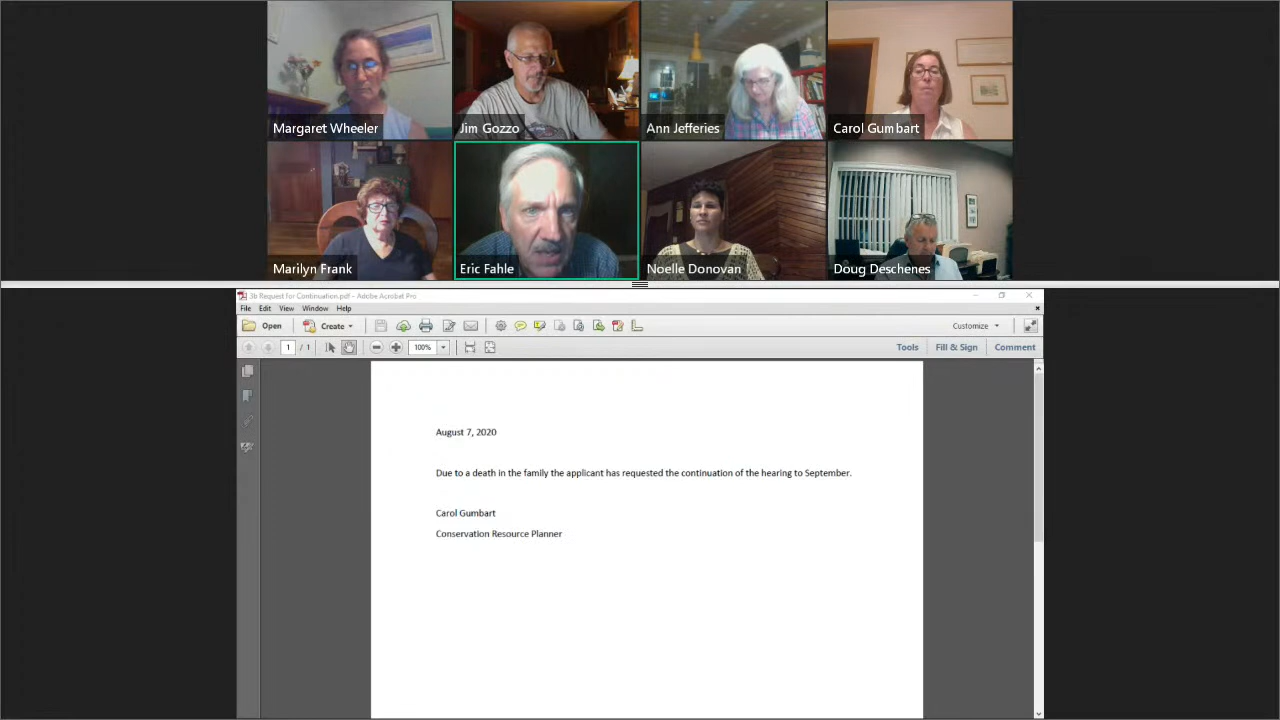 Margaret Wheeler
Jim Gozzo
Ann Jefferies
Carol Gumbart
Marilyn Frank
Eric Fahle
Noelle Donovan
Doug Deschenes
3b Request for Continuation.pdf - Adobe Acrobat Pro
File Edit View Window Help
Open Create Customize
1 / 1 100% Tools Fill & Sign Comment
August 7, 2020
Due to a death in the family the applicant has requested the continuation of the hearing to September.
Carol Gumbart
Conservation Resource Planner